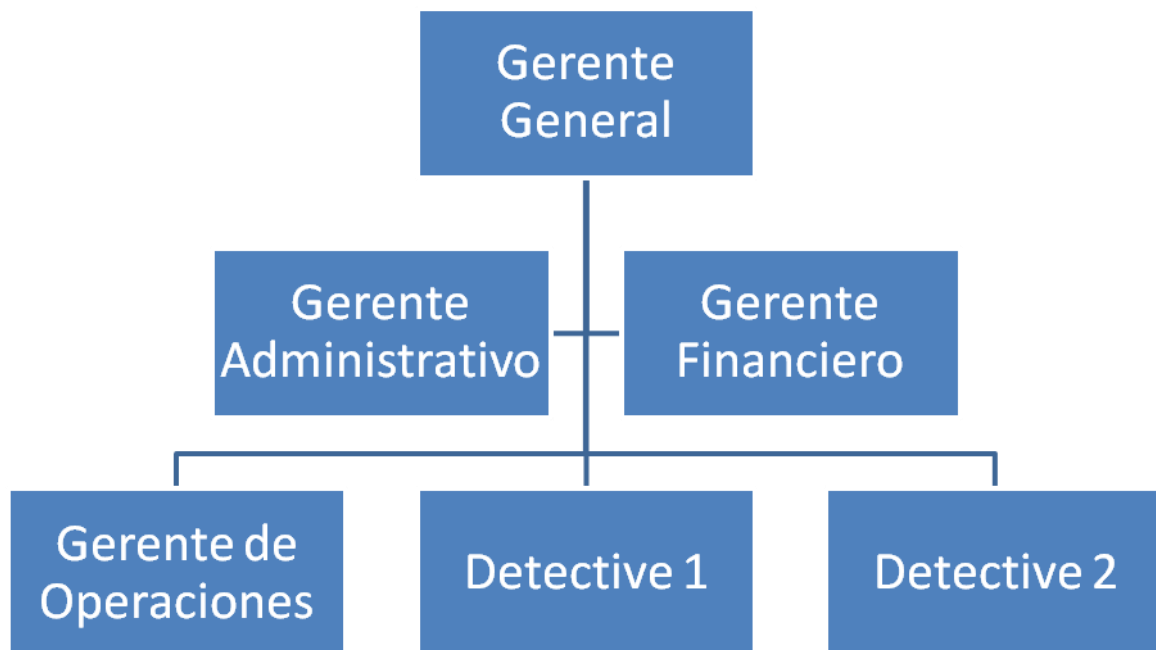 Gerente
General
Gerente
Administrativo
Gerente
Financiero
Gerente de
Operaciones
Detective 1
Detective 2